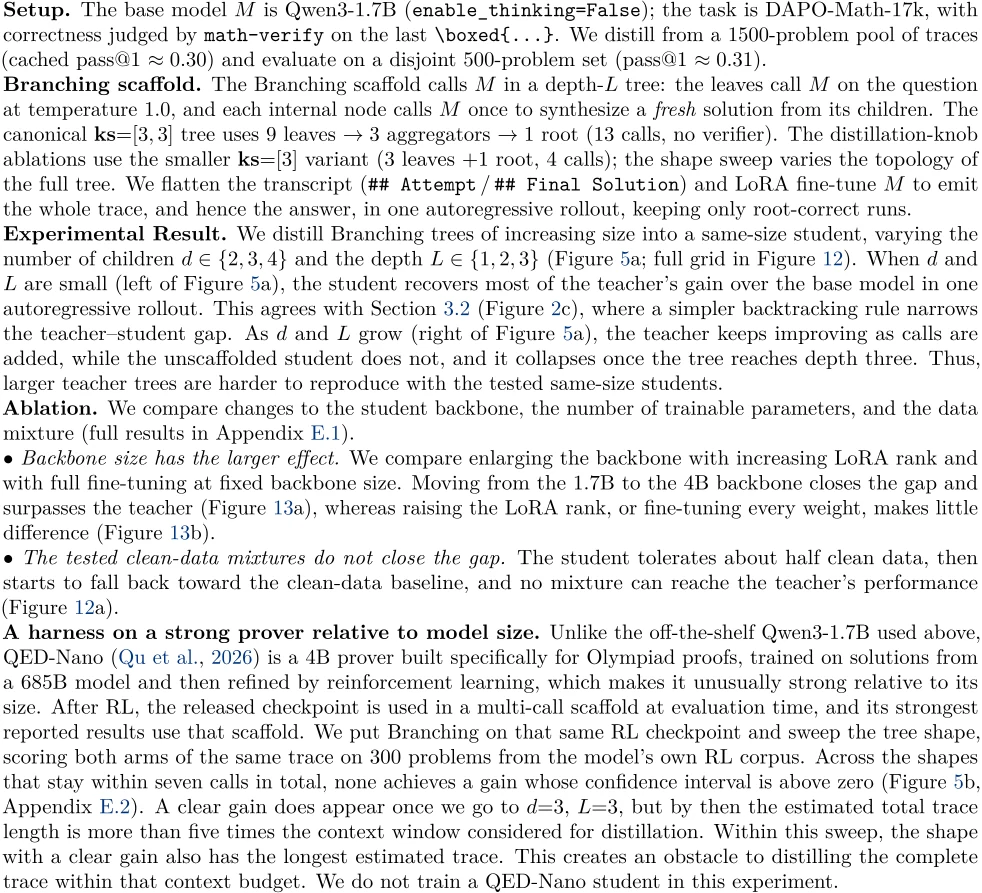 Setup. The base model M is Qwen3-1.7B (enable_thinking=False); the task is DAPO-Math-17k, with
correctness judged by math-verify on the last \boxed{...}. We distill from a 1500-problem pool of traces
(cached pass@1 ≈ 0.30) and evaluate on a disjoint 500-problem set (pass@1 ≈ 0.31).
Branching scaffold. The Branching scaffold calls M in a depth-L tree: the leaves call M on the question
at temperature 1.0, and each internal node calls M once to synthesize a fresh solution from its children. The
canonical ks=[3, 3] tree uses 9 leaves → 3 aggregators → 1 root (13 calls, no verifier). The distillation-knob
ablations use the smaller ks=[3] variant (3 leaves +1 root, 4 calls); the shape sweep varies the topology of
the full tree. We flatten the transcript (## Attempt / ## Final Solution) and LoRA fine-tune M to emit
the whole trace, and hence the answer, in one autoregressive rollout, keeping only root-correct runs.
Experimental Result. We distill Branching trees of increasing size into a same-size student, varying the
number of children d ∈ {2, 3, 4} and the depth L ∈ {1, 2, 3} (Figure 5a; full grid in Figure 12). When d and
L are small (left of Figure 5a), the student recovers most of the teacher's gain over the base model in one
autoregressive rollout. This agrees with Section 3.2 (Figure 2c), where a simpler backtracking rule narrows
the teacher–student gap. As d and L grow (right of Figure 5a), the teacher keeps improving as calls are
added, while the unscaffolded student does not, and it collapses once the tree reaches depth three. Thus,
larger teacher trees are harder to reproduce with the tested same-size students.
Ablation. We compare changes to the student backbone, the number of trainable parameters, and the data
mixture (full results in Appendix E.1).
• Backbone size has the larger effect. We compare enlarging the backbone with increasing LoRA rank and
with full fine-tuning at fixed backbone size. Moving from the 1.7B to the 4B backbone closes the gap and
surpasses the teacher (Figure 13a), whereas raising the LoRA rank, or fine-tuning every weight, makes little
difference (Figure 13b).
• The tested clean-data mixtures do not close the gap. The student tolerates about half clean data, then
starts to fall back toward the clean-data baseline, and no mixture can reache the teacher's performance
(Figure 12a).
A harness on a strong prover relative to model size. Unlike the off-the-shelf Qwen3-1.7B used above,
QED-Nano (Qu et al., 2026) is a 4B prover built specifically for Olympiad proofs, trained on solutions from
a 685B model and then refined by reinforcement learning, which makes it unusually strong relative to its
size. After RL, the released checkpoint is used in a multi-call scaffold at evaluation time, and its strongest
reported results use that scaffold. We put Branching on that same RL checkpoint and sweep the tree shape,
scoring both arms of the same trace on 300 problems from the model's own RL corpus. Across the shapes
that stay within seven calls in total, none achieves a gain whose confidence interval is above zero (Figure 5b,
Appendix E.2). A clear gain does appear once we go to d=3, L=3, but by then the estimated total trace
length is more than five times the context window considered for distillation. Within this sweep, the shape
with a clear gain also has the longest estimated trace. This creates an obstacle to distilling the complete
trace within that context budget. We do not train a QED-Nano student in this experiment.